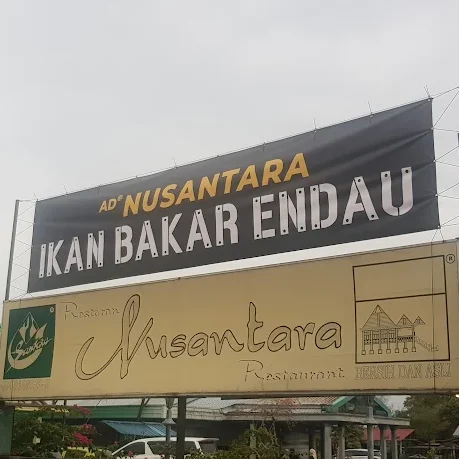 AD® NUSANTARA
IKAN BAKAR ENDAU
Restoran
Nusantara
Restaurant
BERSIH DAN ASLI
®